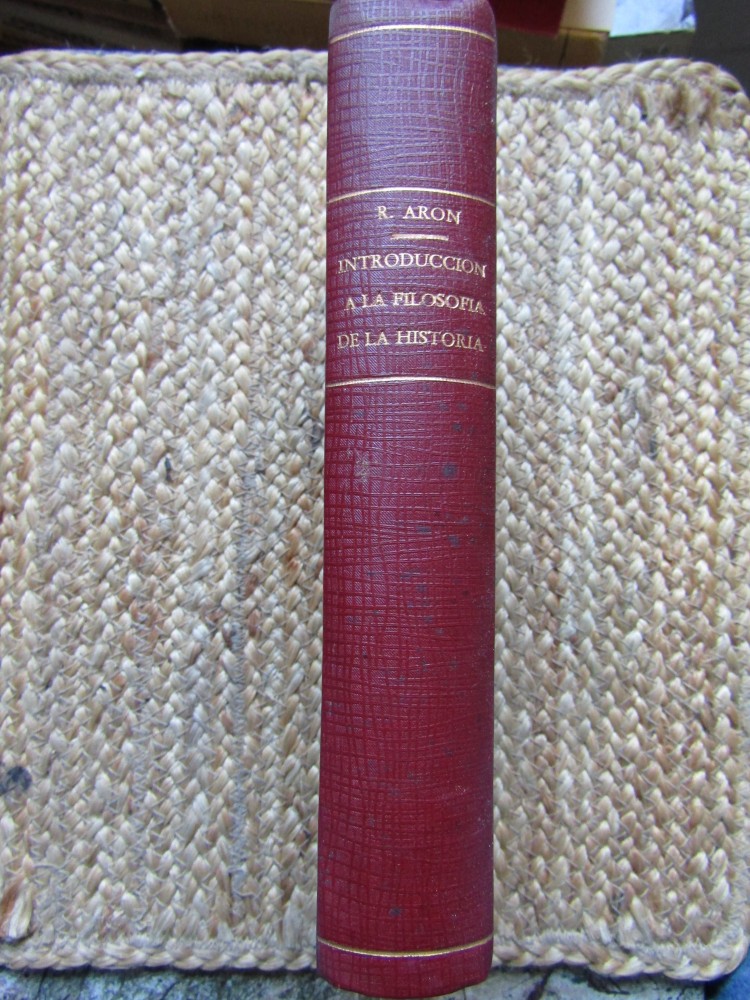 R. ARON
INTRODUCCION
A LA FILOSOFIA
DE LA HISTORIA